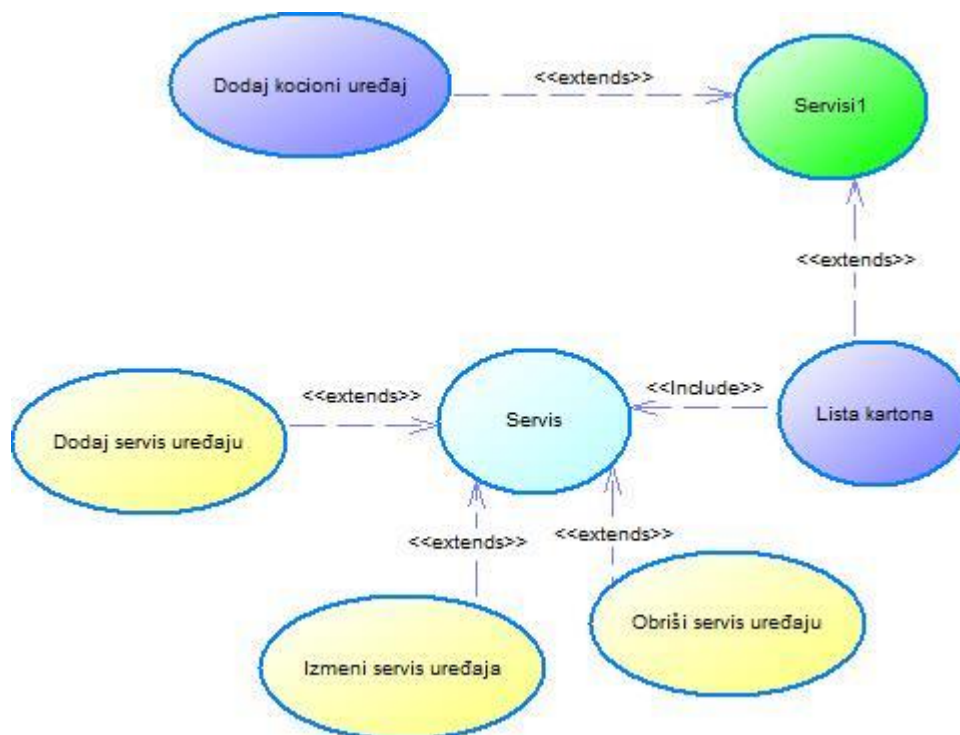 Dodaj kocioni uređaj
<<extends>>
Servisi1
<<extends>>
<<extends>>
Servis
<<Include>>
Lista kartona
Dodaj servis uređaju
<<extends>>
<<extends>>
Obriši servis uređaju
Izmeni servis uređaja